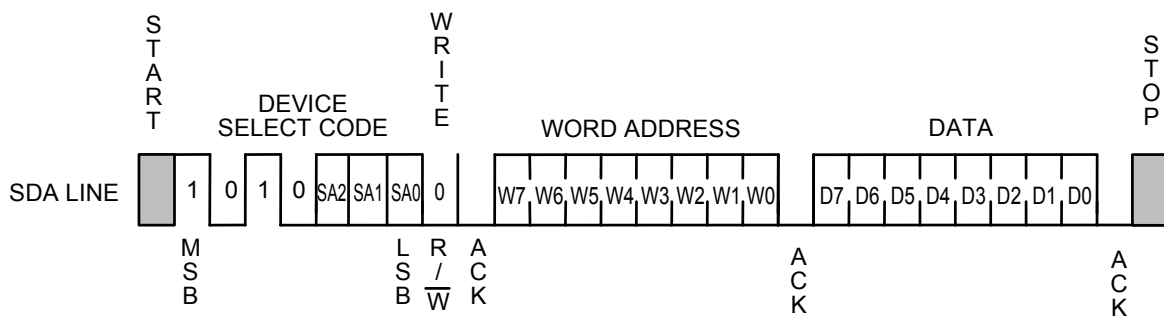 START
WRITE
STOP
DEVICE
SELECT CODE
WORD ADDRESS
DATA
SDA LINE
1 0 1 0 SA2 SA1 SA0 0 W7 W6 W5 W4 W3 W2 W1 W0 D7 D6 D5 D4 D3 D2 D1 D0
MSB
LSB
R/W̅
ACK
ACK
ACK